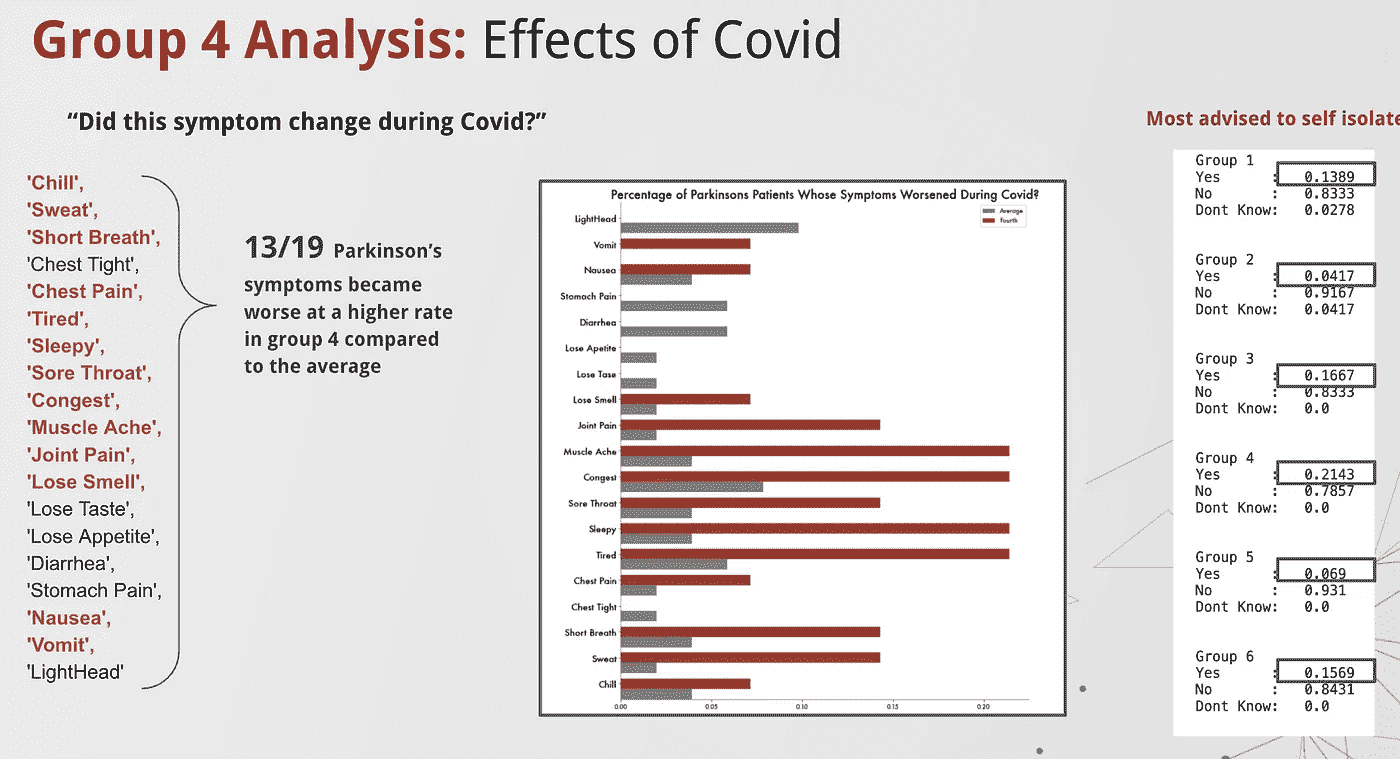 Group 4 Analysis: Effects of Covid
“Did this symptom change during Covid?”
'Chill',
'Sweat',
'Short Breath',
'Chest Tight',
'Chest Pain',
'Tired',
'Sleepy',
'Sore Throat',
'Congest',
'Muscle Ache',
'Joint Pain',
'Lose Smell',
'Lose Taste',
'Lose Appetite',
'Diarrhea',
'Stomach Pain',
'Nausea',
'Vomit',
'LightHead'
13/19 Parkinson’s
symptoms became
worse at a higher rate
in group 4 compared
to the average
Percentage of Parkinsons Patients Whose Symptoms Worsened During Covid?
Average
Fourth
LightHead
Vomit
Nausea
Stomach Pain
Diarrhea
Lose Apetite
Lose Tase
Lose Smell
Joint Pain
Muscle Ache
Congest
Sore Throat
Sleepy
Tired
Chest Pain
Chest Tight
Short Breath
Sweat
Chill
0.00 0.05 0.10 0.15 0.20
Most advised to self isolate
Group 1
Yes : 0.1389
No : 0.8333
Dont Know: 0.0278
Group 2
Yes : 0.0417
No : 0.9167
Dont Know: 0.0417
Group 3
Yes : 0.1667
No : 0.8333
Dont Know: 0.0
Group 4
Yes : 0.2143
No : 0.7857
Dont Know: 0.0
Group 5
Yes : 0.069
No : 0.931
Dont Know: 0.0
Group 6
Yes : 0.1569
No : 0.8431
Dont Know: 0.0